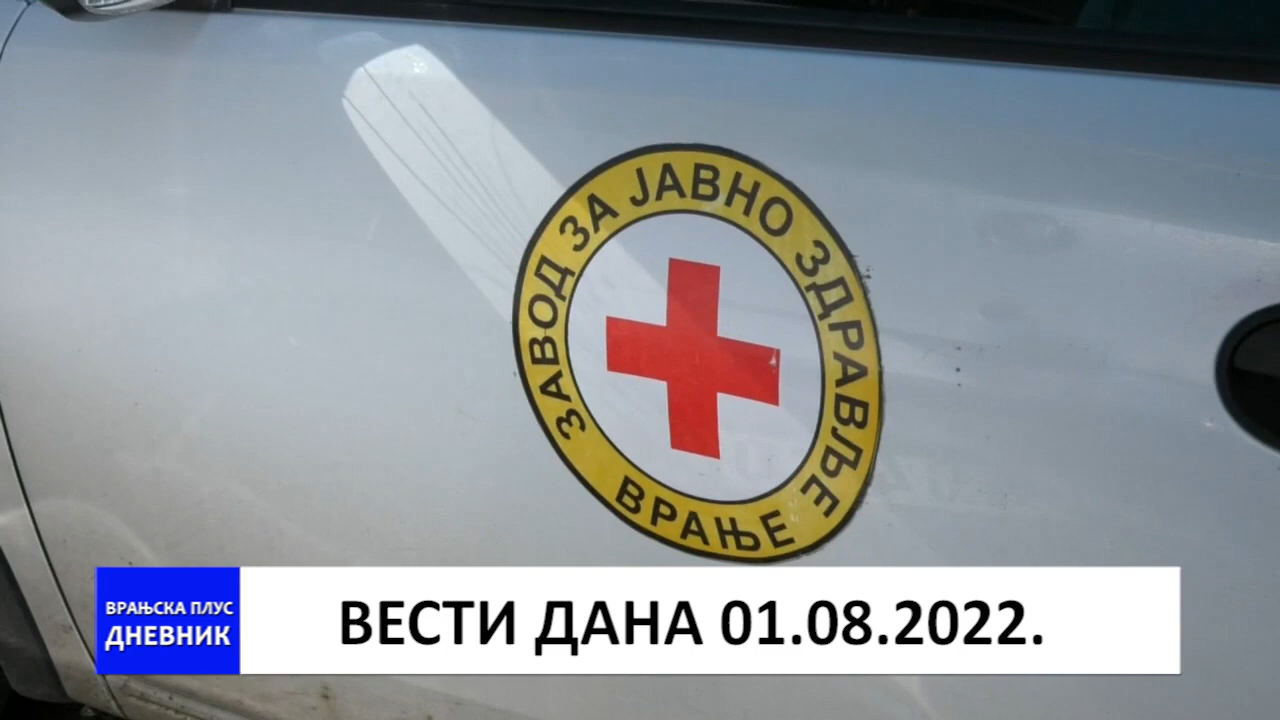 ЗАВОД ЗА ЈАВНО ЗДРАВЉЕ
ВРАЊЕ
ВРАЊСКА ПЛУС
ДНЕВНИК
ВЕСТИ ДАНА 01.08.2022.